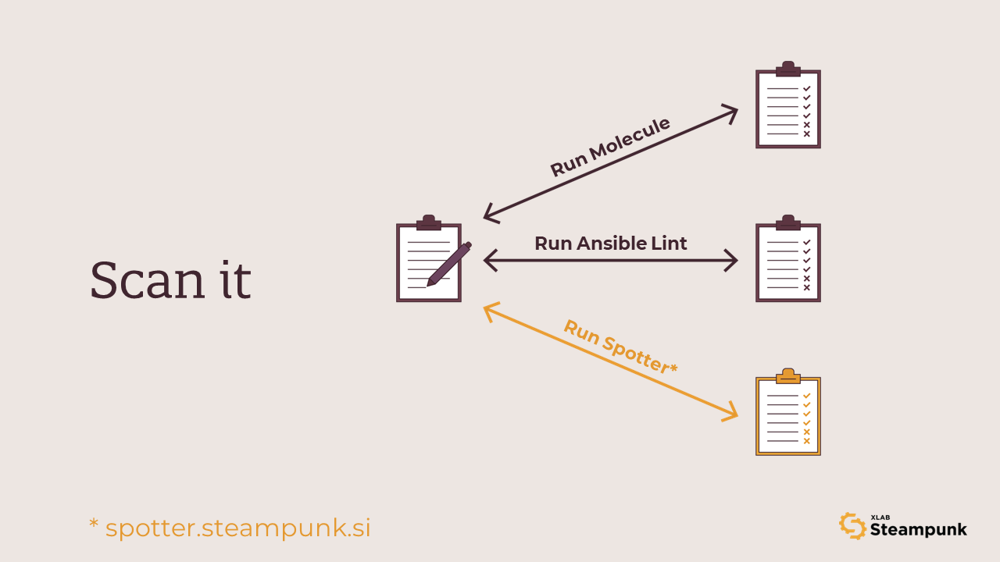 Scan it
Run Molecule
Run Ansible Lint
Run Spotter*
* spotter.steampunk.si
XLAB
Steampunk